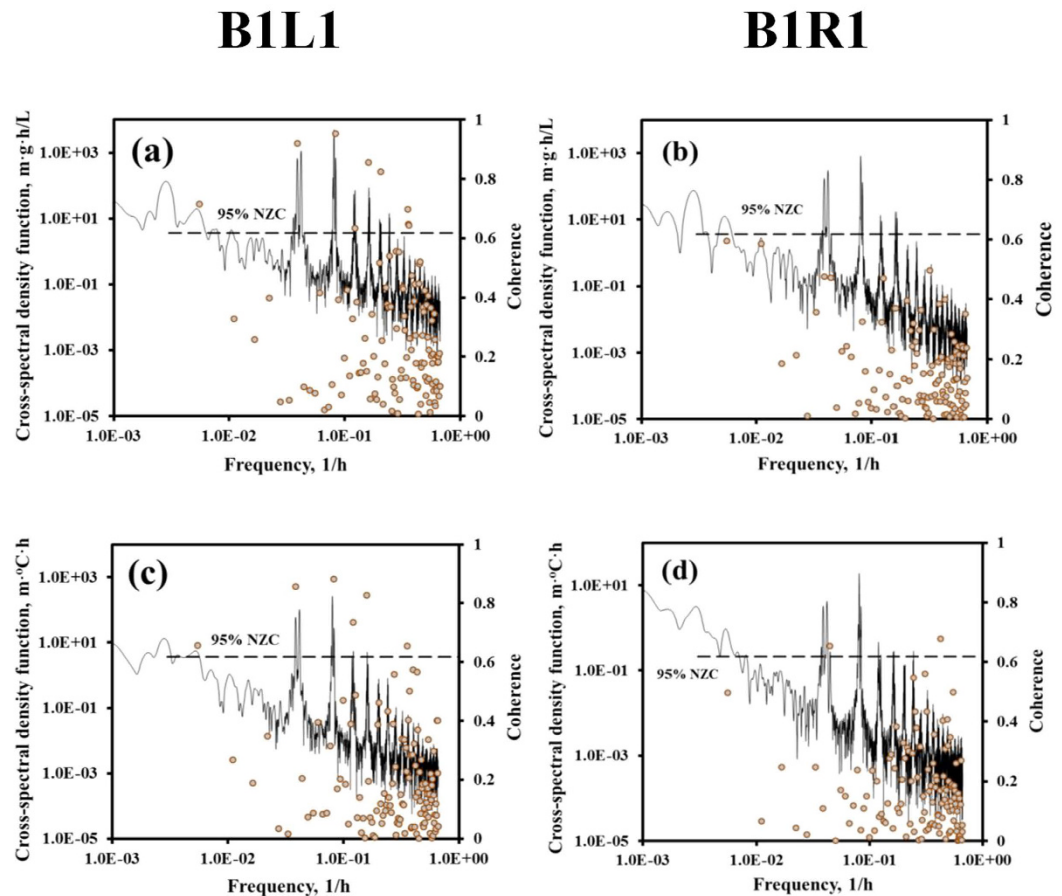 B1L1
B1R1
(a)
Cross-spectral density function, m·g·h/L
1.0E+03
1.0E+01
1.0E-01
1.0E-03
1.0E-05
95% NZC
1
0.8
0.6
0.4
0.2
0
Coherence
1.0E-03
1.0E-02
1.0E-01
1.0E+00
Frequency, 1/h
(b)
Cross-spectral density function, m·g·h/L
1.0E+03
1.0E+01
1.0E-01
1.0E-03
1.0E-05
95% NZC
1
0.8
0.6
0.4
0.2
0
Coherence
1.0E-03
1.0E-02
1.0E-01
1.0E+00
Frequency, 1/h
(c)
Cross-spectral density function, m·ºC·h
1.0E+03
1.0E+01
1.0E-01
1.0E-03
1.0E-05
95% NZC
1
0.8
0.6
0.4
0.2
0
Coherence
1.0E-03
1.0E-02
1.0E-01
1.0E+00
Frequency, 1/h
(d)
Cross-spectral density function, m·ºC·h
1.0E+01
1.0E-01
1.0E-03
1.0E-05
95% NZC
1
0.8
0.6
0.4
0.2
0
Coherence
1.0E-03
1.0E-02
1.0E-01
1.0E+00
Frequency, 1/h